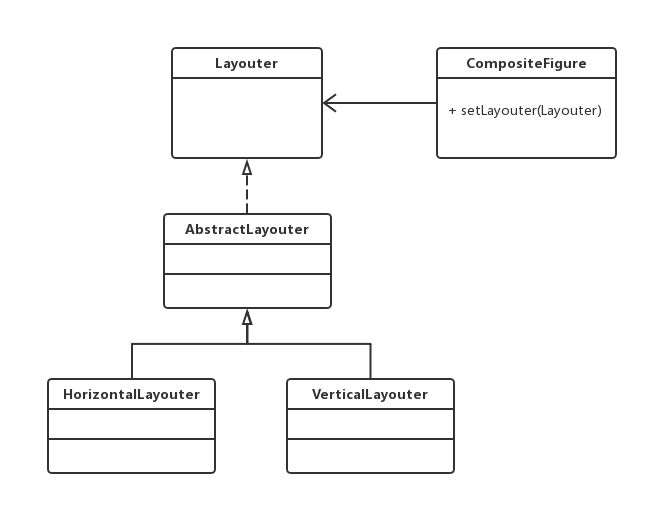 Layouter
CompositeFigure
+ setLayouter(Layouter)
AbstractLayouter
HorizontalLayouter
VerticalLayouter